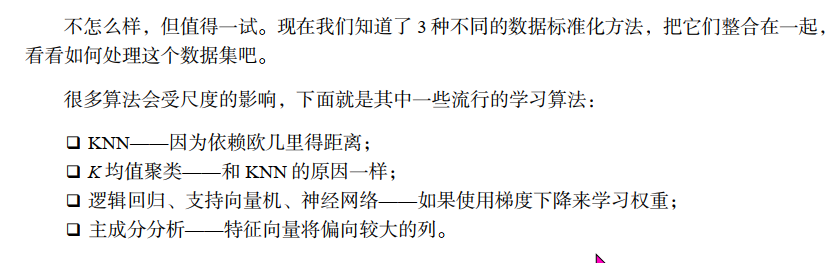 不怎么样，但值得一试。现在我们知道了 3 种不同的数据标准化方法，把它们整合在一起，
看看如何处理这个数据集吧。
很多算法会受尺度的影响，下面就是其中一些流行的学习算法：
❑ KNN——因为依赖欧几里得距离；
❑ K 均值聚类——和 KNN 的原因一样；
❑ 逻辑回归、支持向量机、神经网络——如果使用梯度下降来学习权重；
❑ 主成分分析——特征向量将偏向较大的列。